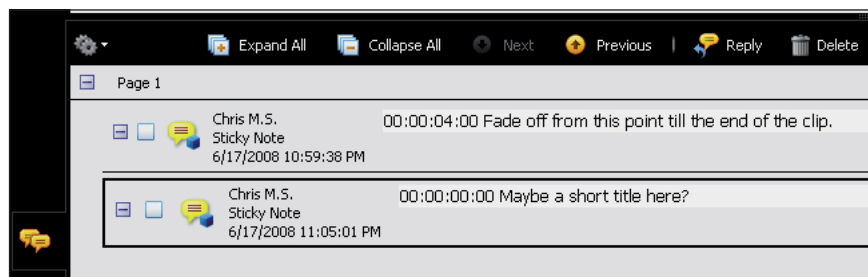 Expand All Collapse All Next Previous Reply Delete
Page 1
Chris M.S. 00:00:04:00 Fade off from this point till the end of the clip.
Sticky Note
6/17/2008 10:59:38 PM
Chris M.S. 00:00:00:00 Maybe a short title here?
Sticky Note
6/17/2008 11:05:01 PM